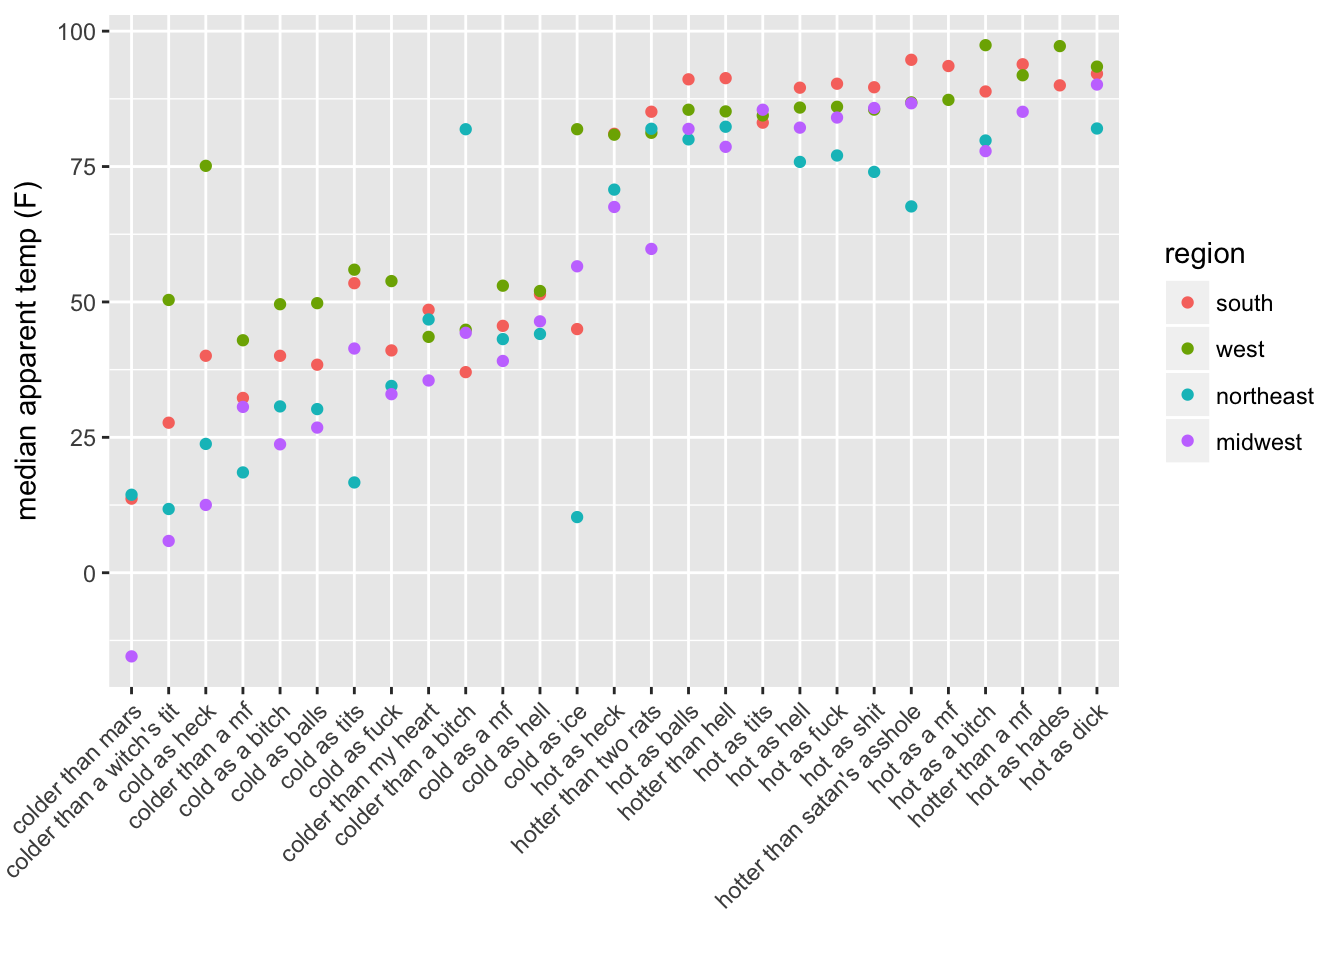 100
75
50
25
0
median apparent temp (F)
colder than mars
colder than a witch's tit
cold as heck
colder than a mf
cold as a bitch
cold as balls
cold as tits
cold as fuck
colder than my heart
colder than a bitch
cold as a mf
cold as hell
cold as ice
hot as heck
hotter than two rats
hot as balls
hotter than hell
hot as tits
hot as hell
hot as fuck
hot as shit
hotter than satan's asshole
hot as a mf
hot as a bitch
hotter than a mf
hot as hades
hot as dick
region
south
west
northeast
midwest